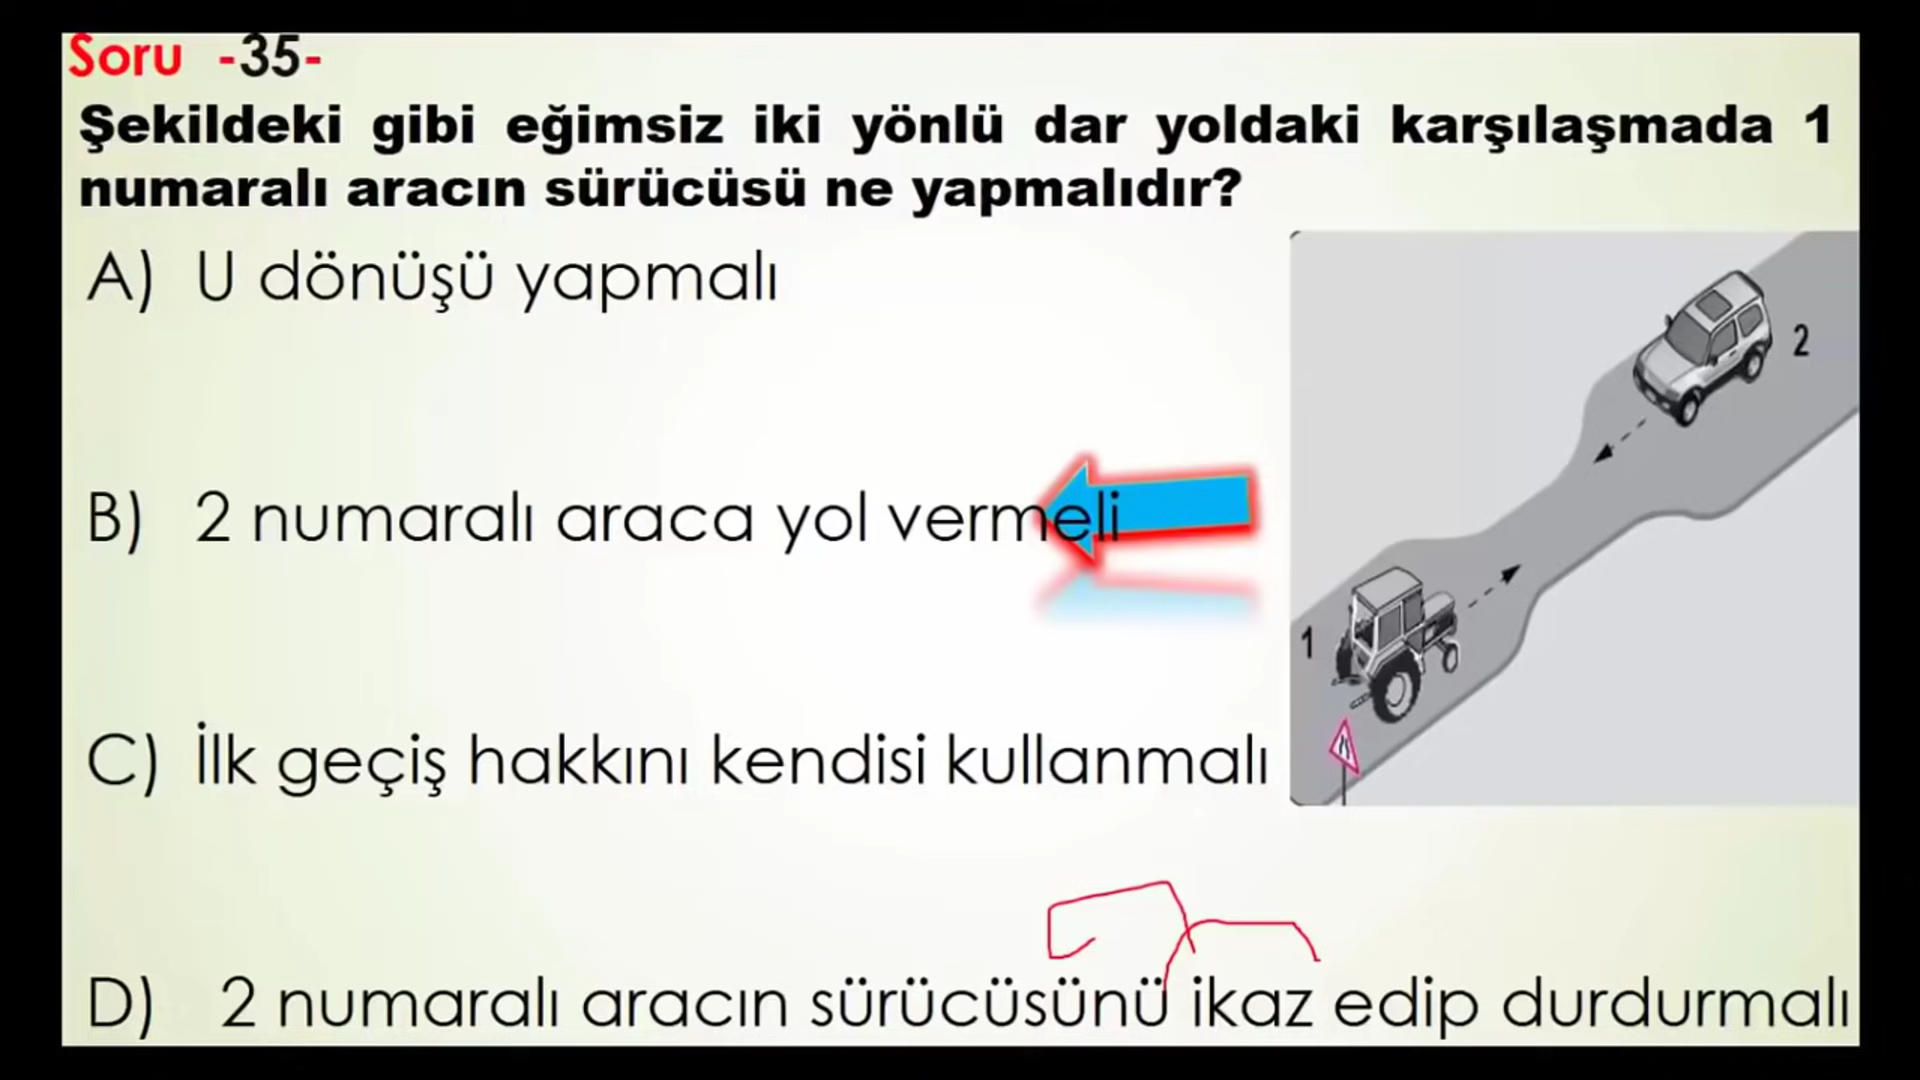 Soru -35-
Şekildeki gibi eğimsiz iki yönlü dar yoldaki karşılaşmada 1
numaralı aracın sürücüsü ne yapmalıdır?
A) U dönüşü yapmalı
2
B) 2 numaralı araca yol vermeli
1
C) İlk geçiş hakkını kendisi kullanmalı
D) 2 numaralı aracın sürücüsünü ikaz edip durdurmalı